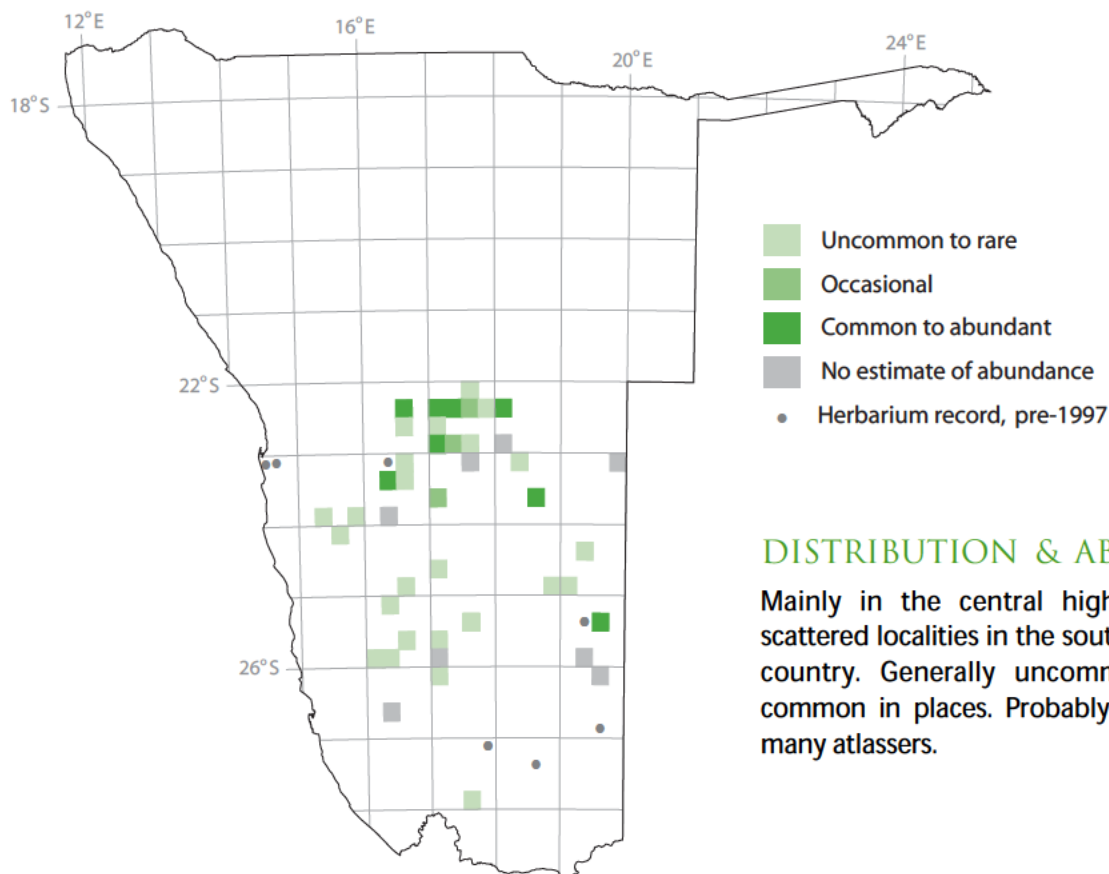 12°E
16°E
20°E
24°E
18°S
22°S
26°S
Uncommon to rare
Occasional
Common to abundant
No estimate of abundance
Herbarium record, pre-1997
DISTRIBUTION & AB
Mainly in the central high
scattered localities in the sout
country. Generally uncomm
common in places. Probably
many atlassers.